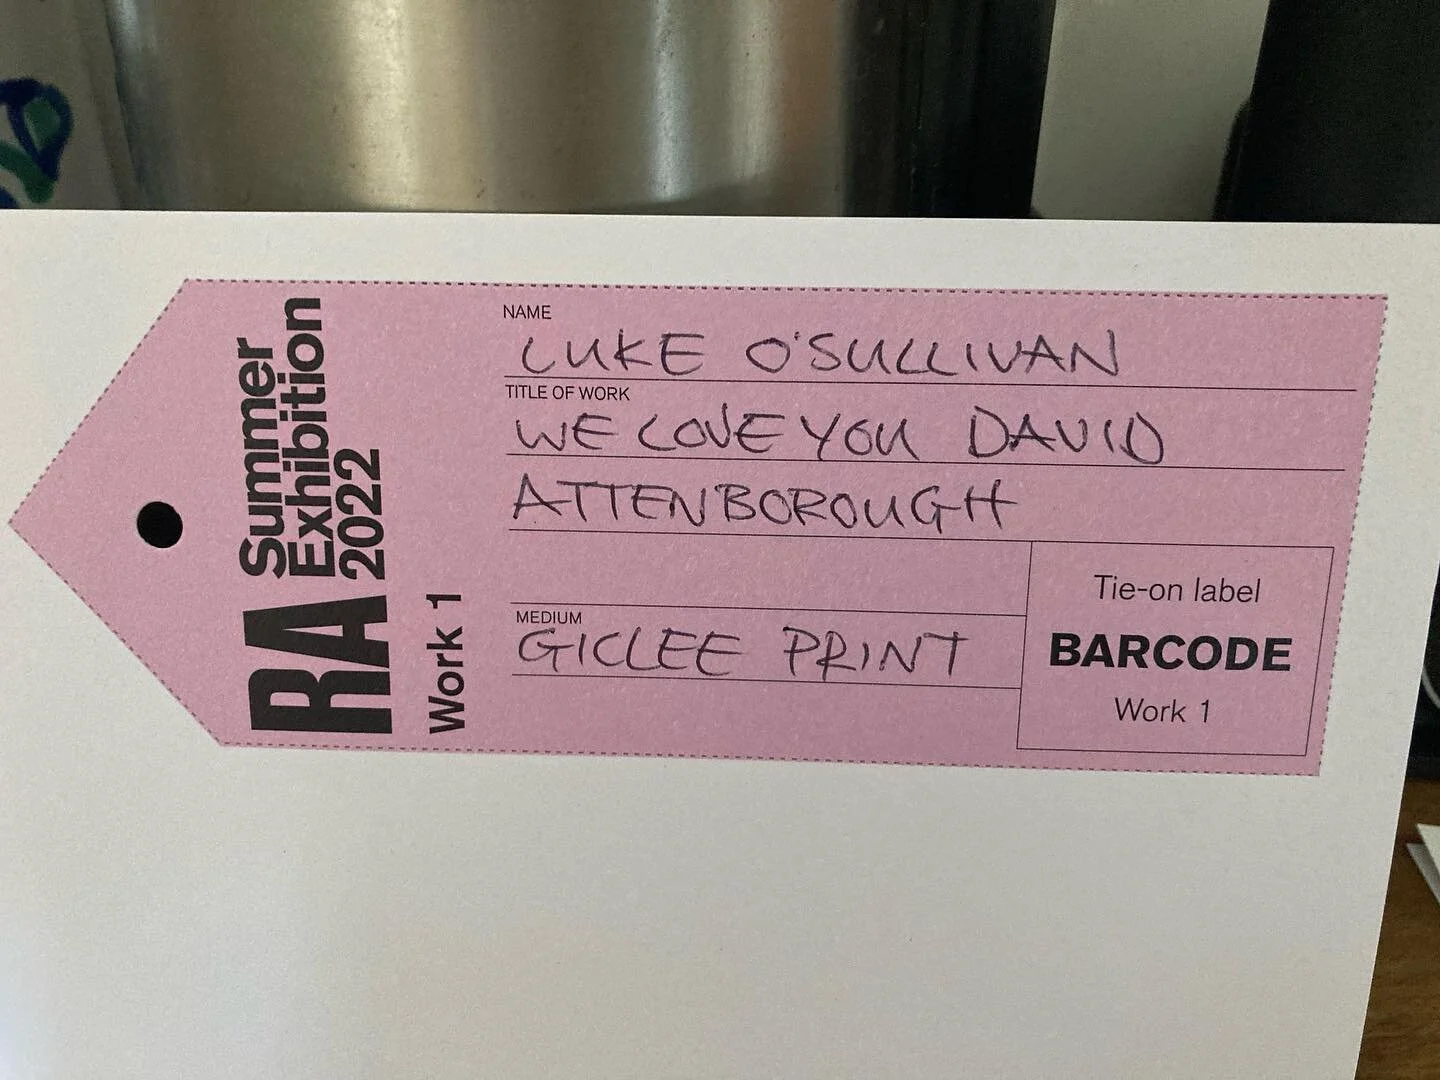 RA
Summer
Exhibition
2022
Work 1
NAME
LUKE O'SULLIVAN
TITLE OF WORK
WE LOVE YOU DAVID
ATTENBOROUGH
MEDIUM
GICLEE PRINT
Tie-on label
BARCODE
Work 1